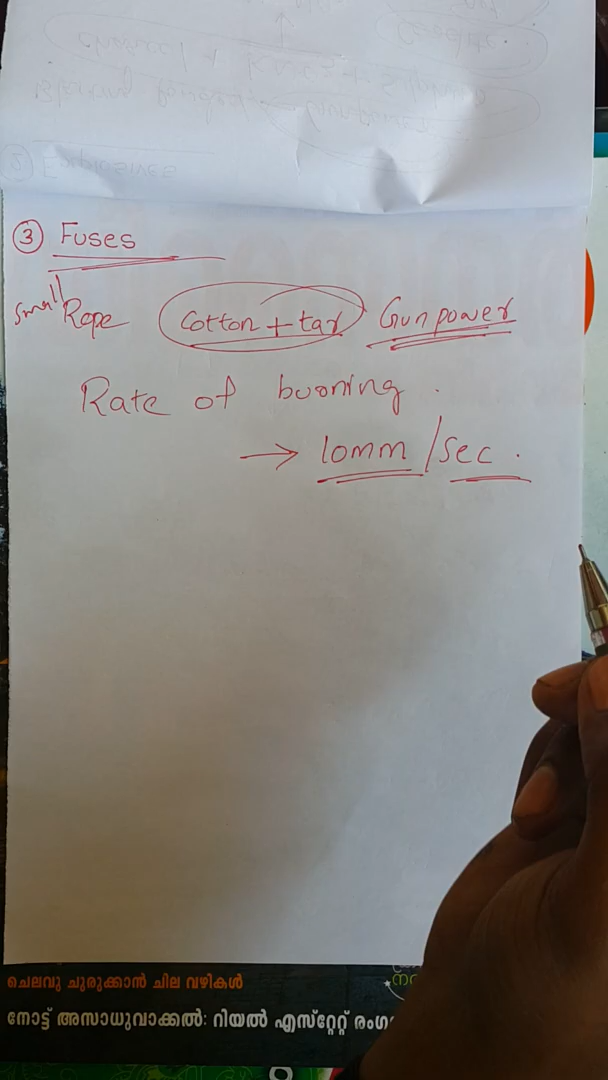 ③ Fuses
small Rope Cotton + tar Gunpower
Rate of burning.
→ 10mm/sec.
ചെലവു ചുരുക്കാൻ ചില വഴികൾ
നോട്ട് അസാധുവാക്കൽ: റിയൽ എസ്റ്റേറ്റ് രംഗ